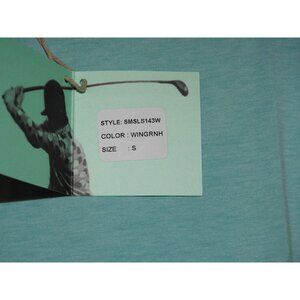 STYLE: SMSLS143W
COLOR : WINGRNH
SIZE : S